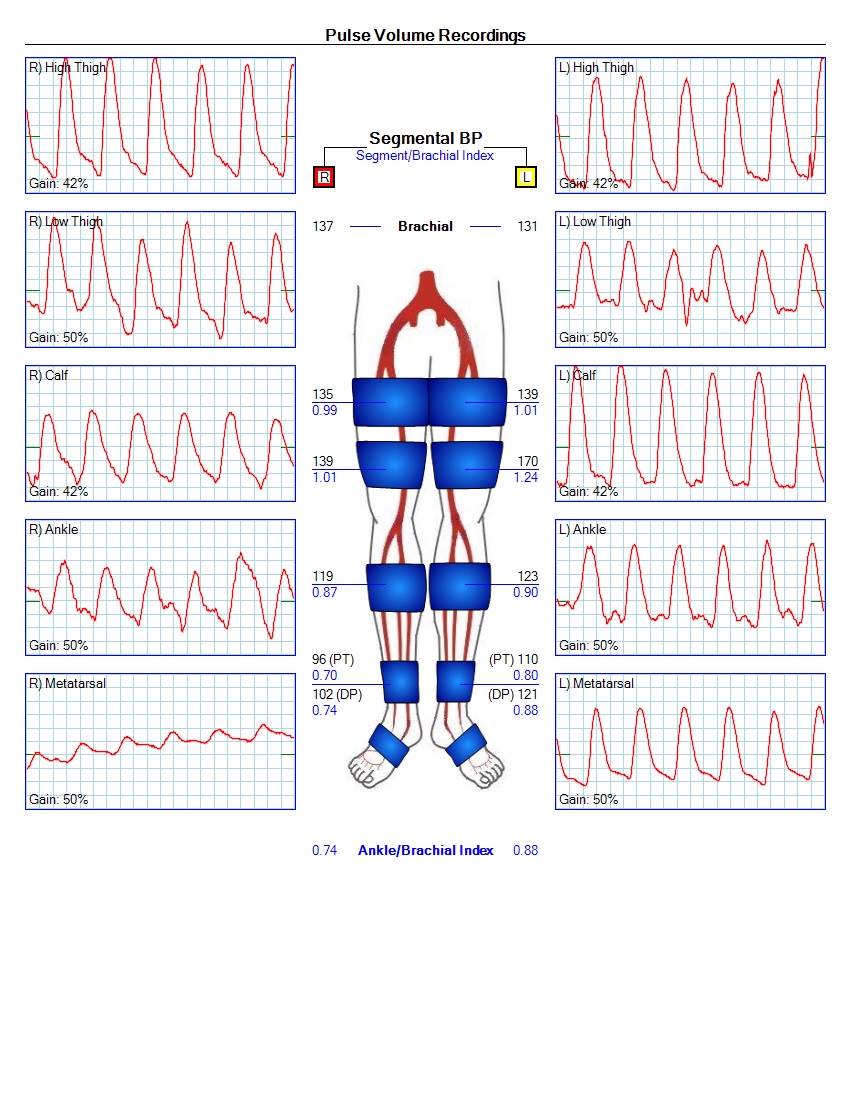 Pulse Volume Recordings
R) High Thigh
Gain: 42%
L) High Thigh
Gain: 42%
Segmental BP
Segment/Brachial Index
R
L
R) Low Thigh
Gain: 50%
137
Brachial
131
L) Low Thigh
Gain: 50%
R) Calf
Gain: 42%
135
0.99
139
1.01
L) Calf
Gain: 42%
139
1.01
170
1.24
R) Ankle
Gain: 50%
119
0.87
123
0.90
L) Ankle
Gain: 50%
R) Metatarsal
Gain: 50%
96 (PT)
0.70
102 (DP)
0.74
(PT) 110
0.80
(DP) 121
0.88
L) Metatarsal
Gain: 50%
0.74 Ankle/Brachial Index 0.88